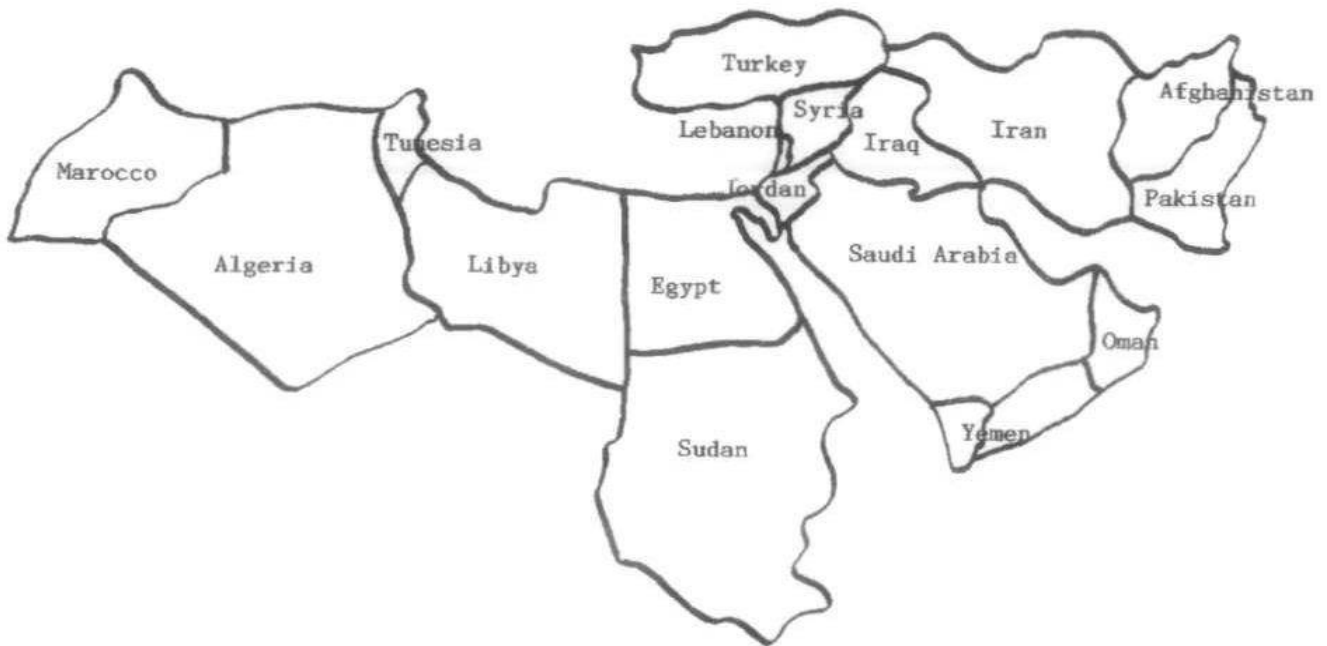 Turkey
Afghanistan
Syria
Lebanon
Iran
Tunesia
Iraq
Marocco
Jordan
Pakistan
Saudi Arabia
Algeria
Libya
Egypt
Oman
Yemen
Sudan